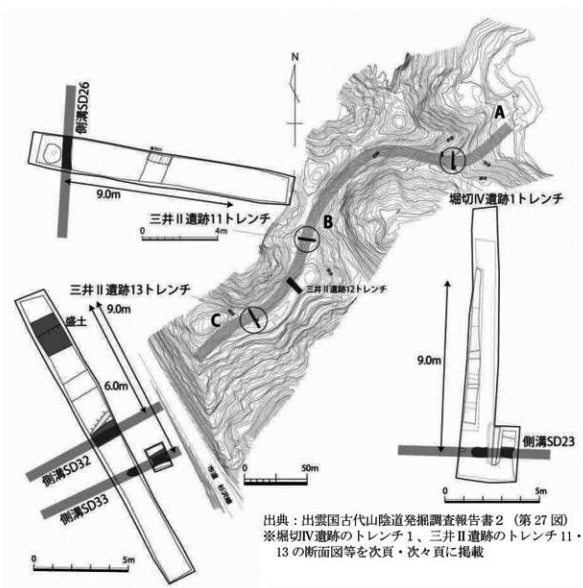 N
A
側溝SD26
9.0m
三井Ⅱ遺跡11トレンチ
0 4m
堀切Ⅳ遺跡1トレンチ
B
三井Ⅱ遺跡13トレンチ
三井Ⅱ遺跡12トレンチ
9.0m
盛土
C
6.0m
9.0m
側溝SD23
側溝SD32
側溝SD33
市道
0 50m
0 5m
0 5m
出典：出雲国古代山陰道発掘調査報告書２（第27図）
※堀切Ⅳ遺跡のトレンチ１、三井Ⅱ遺跡のトレンチ11・
13の断面図等を次頁・次々頁に掲載